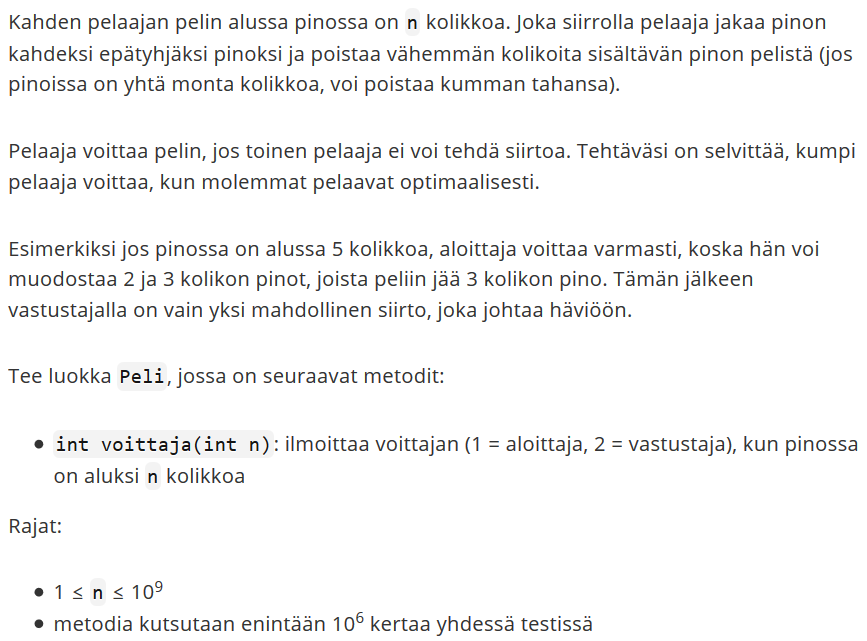 Kahden pelaajan pelin alussa pinossa on n kolikkoa. Joka siirrolla pelaaja jakaa pinon
kahdeksi epätyhjäksi pinoksi ja poistaa vähemmän kolikoita sisältävän pinon pelistä (jos
pinoissa on yhtä monta kolikkoa, voi poistaa kumman tahansa).
Pelaaja voittaa pelin, jos toinen pelaaja ei voi tehdä siirtoa. Tehtäväsi on selvittää, kumpi
pelaaja voittaa, kun molemmat pelaavat optimaalisesti.
Esimerkiksi jos pinossa on alussa 5 kolikkoa, aloittaja voittaa varmasti, koska hän voi
muodostaa 2 ja 3 kolikon pinot, joista peliin jää 3 kolikon pino. Tämän jälkeen
vastustajalla on vain yksi mahdollinen siirto, joka johtaa häviöön.
Tee luokka Peli, jossa on seuraavat metodit:
• int voittaja(int n): ilmoittaa voittajan (1 = aloittaja, 2 = vastustaja), kun pinossa
on aluksi n kolikkoa
Rajat:
• 1 ≤ n ≤ 10⁹
• metodia kutsutaan enintään 10⁶ kertaa yhdessä testissä